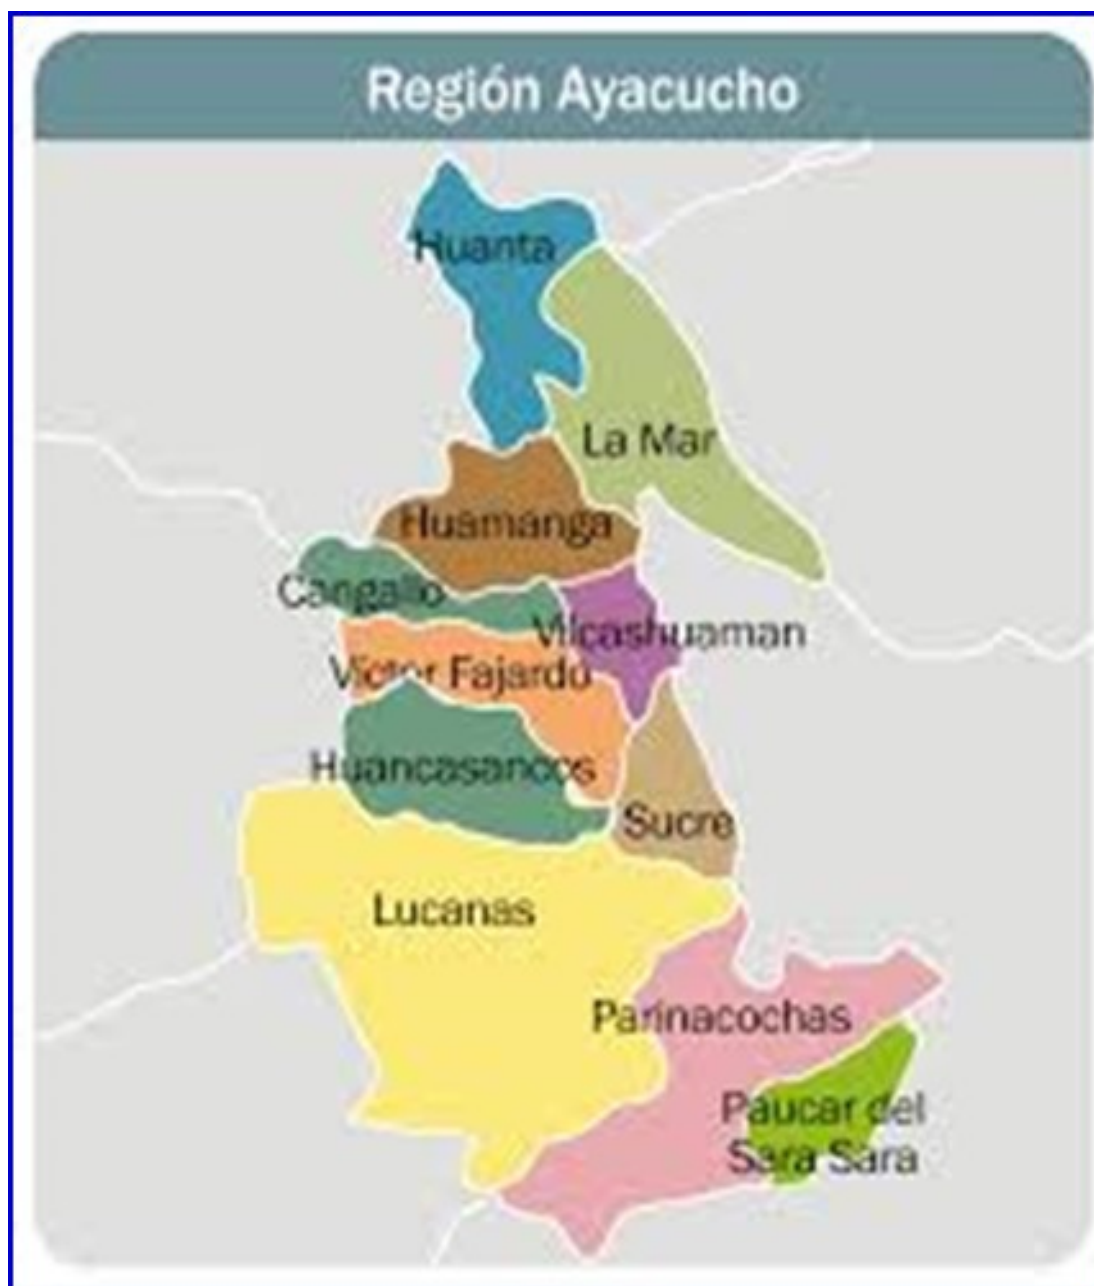 Región Ayacucho
Huanta
La Mar
Huamanga
Cangallo
Vilcashuaman
Victor Fajardo
Huancasancos
Sucre
Lucanas
Parinacochas
Paucar del
Sara Sara